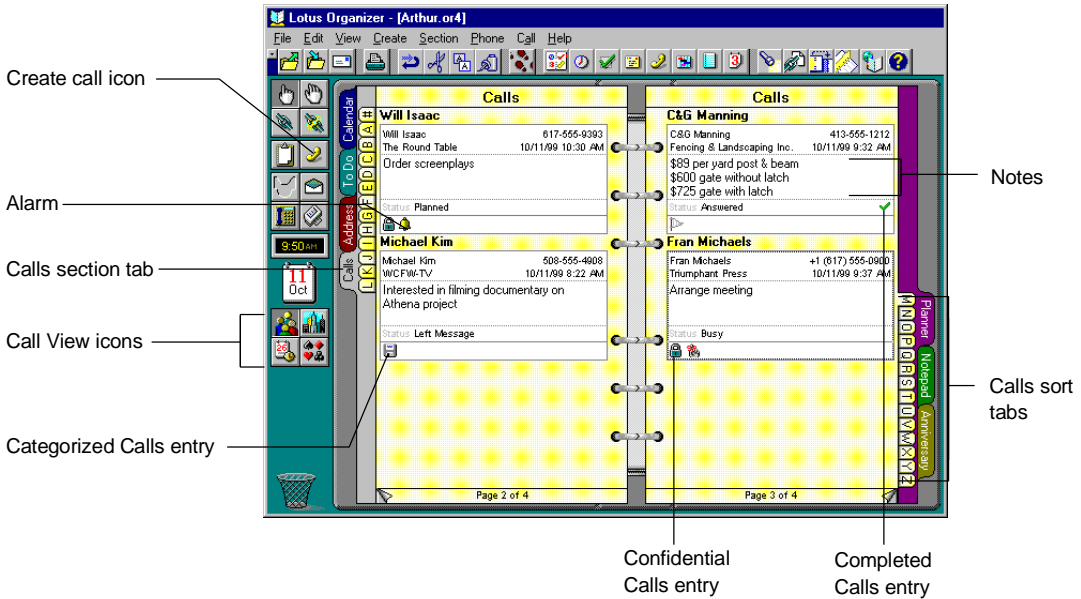 Lotus Organizer - [Arthur.or4]
File Edit View Create Section Phone Call Help
Create call icon
Alarm
Calls section tab
Call View icons
Categorized Calls entry
9:50 AM
11
Oct
26
Calendar
To Do
Address
Calls
#
A
B
C
D
E
F
G
H
I
J
K
L
Calls
Will Isaac
Will Isaac 617-555-9393
The Round Table 10/11/99 10:30 AM
Order screenplays
Status Planned
Michael Kim
Michael Kim 508-555-4908
WCFW-TV 10/11/99 8:22 AM
Interested in filming documentary on
Athena project
Status Left Message
Page 2 of 4
Calls
C&G Manning
C&G Manning 413-555-1212
Fencing & Landscaping Inc. 10/11/99 9:32 AM
$89 per yard post & beam
$600 gate without latch
$725 gate with latch
Status Answered
Fran Michaels
Fran Michaels +1 (617) 555-0900
Triumphant Press 10/11/99 9:37 AM
Arrange meeting
Status Busy
Page 3 of 4
M
N
O
P
Q
R
S
T
U
V
W
X
Y
Z
Planner
Notepad
Anniversary
Notes
Calls sort
tabs
Confidential
Calls entry
Completed
Calls entry